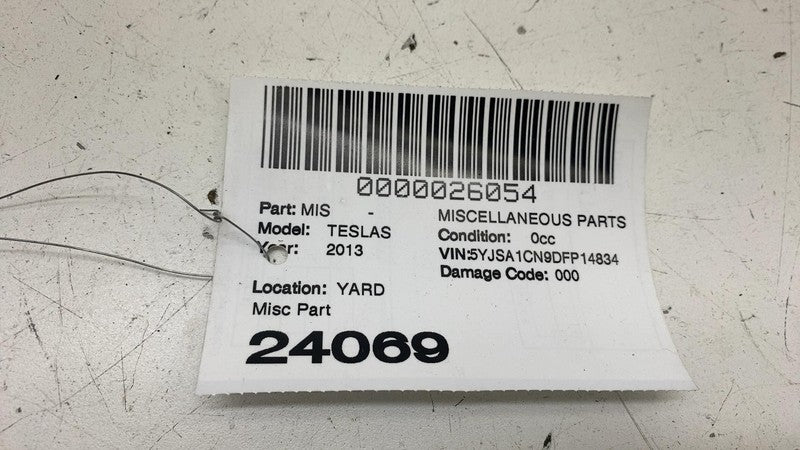 0000026054
Part: MIS - MISCELLANEOUS PARTS
Model: TESLAS Condition: 0cc
Year: 2013 VIN:5YJSA1CN9DFP14834
Damage Code: 000
Location: YARD
Misc Part
24069